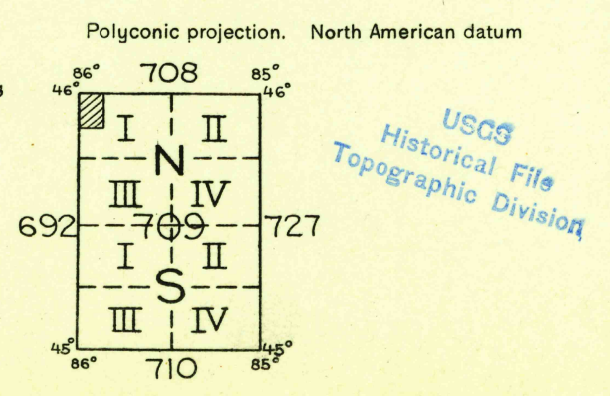 Polyconic projection. North American datum
86° 708 85°
46° 46°
I II
N
III IV
692 709 727
I II
S
III IV
45° 45°
86° 710 85°
USGS
Historical File
Topographic Division